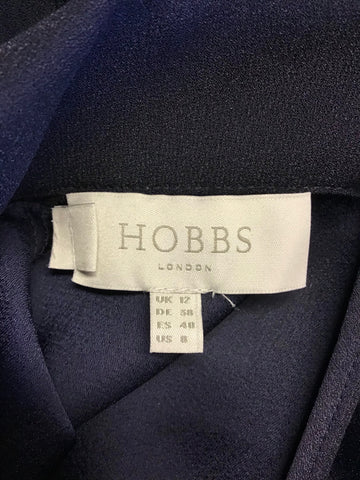 HOBBS
LONDON
UK 12
DE 38
ES 40
US 8